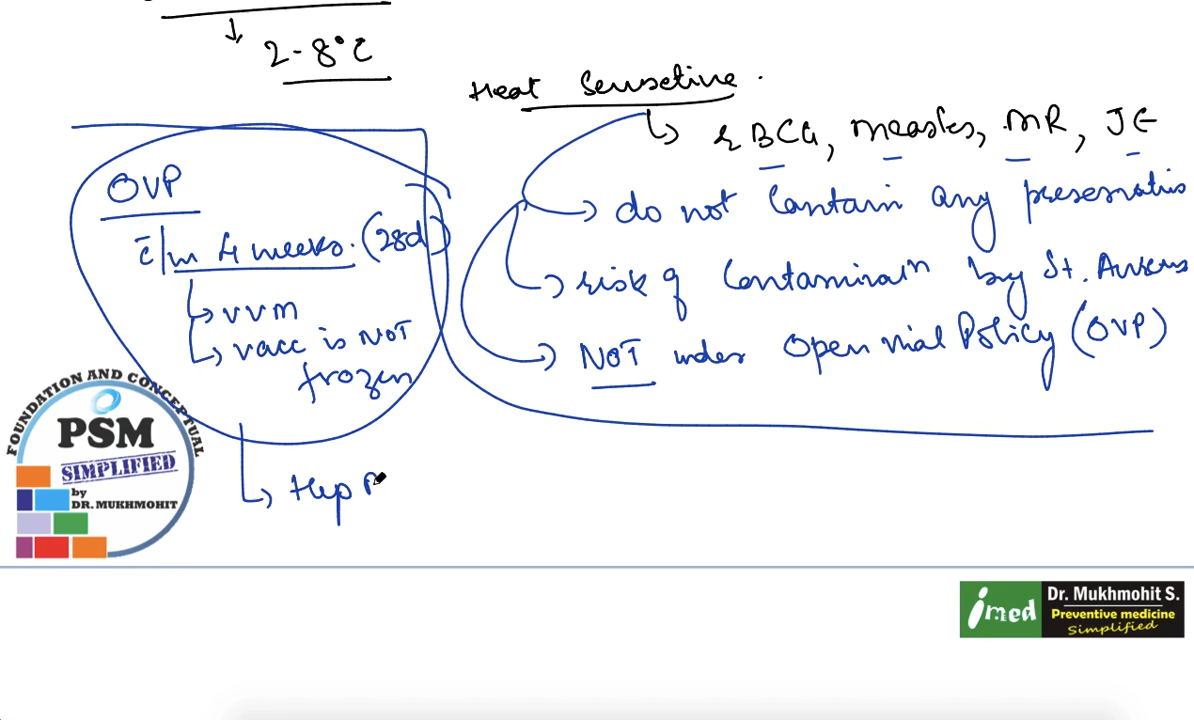 2-8°C
Heat Sensetive.
BCG, Measles, MR, JE
OVP
c̄/in 4 weeks. (28d)
↳ VVM
↳ vacc is NOT
frozen
→ do not Contain any
→ risk of by St. Aureus
→ NOT under Open vial Policy (OVP)
↳ Hep
FOUNDATION AND CONCEPTUAL
PSM
SIMPLIFIED
by
DR. MUKHMOHIT
imed
Dr. Mukhmohit S.
Preventive medicine
Simplified